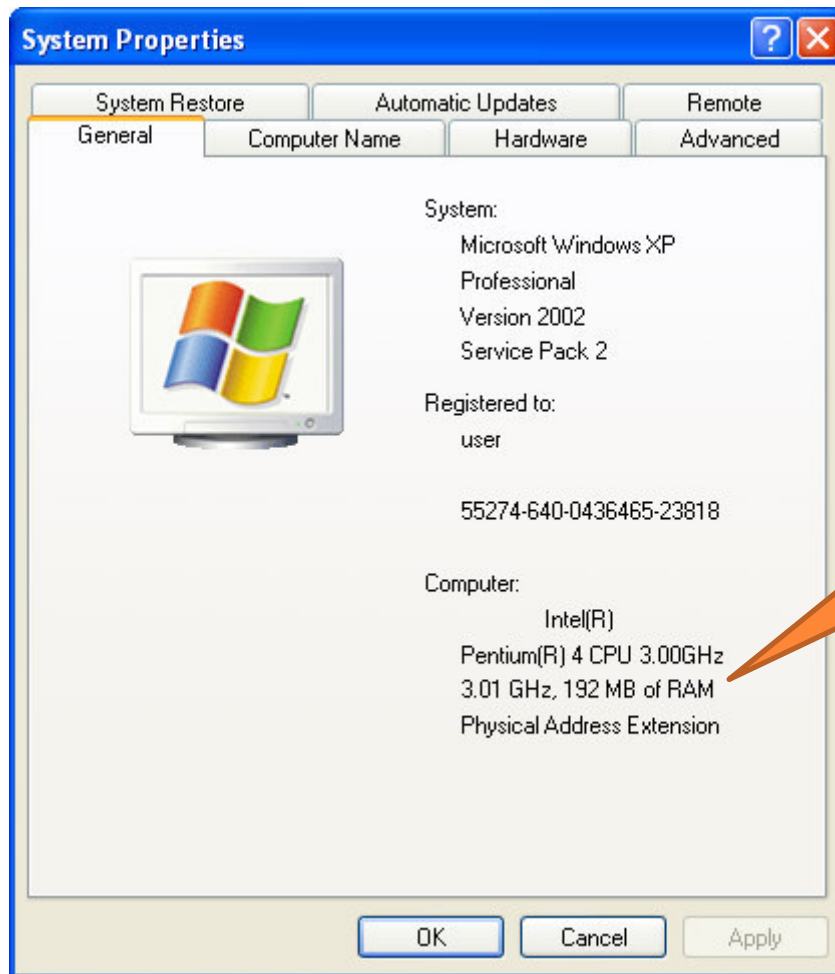 System Properties
System Restore Automatic Updates Remote
General Computer Name Hardware Advanced
System:
Microsoft Windows XP
Professional
Version 2002
Service Pack 2
Registered to:
user
55274-640-0436465-23818
Computer:
Intel(R)
Pentium(R) 4 CPU 3.00GHz
3.01 GHz, 192 MB of RAM
Physical Address Extension
OK Cancel Apply